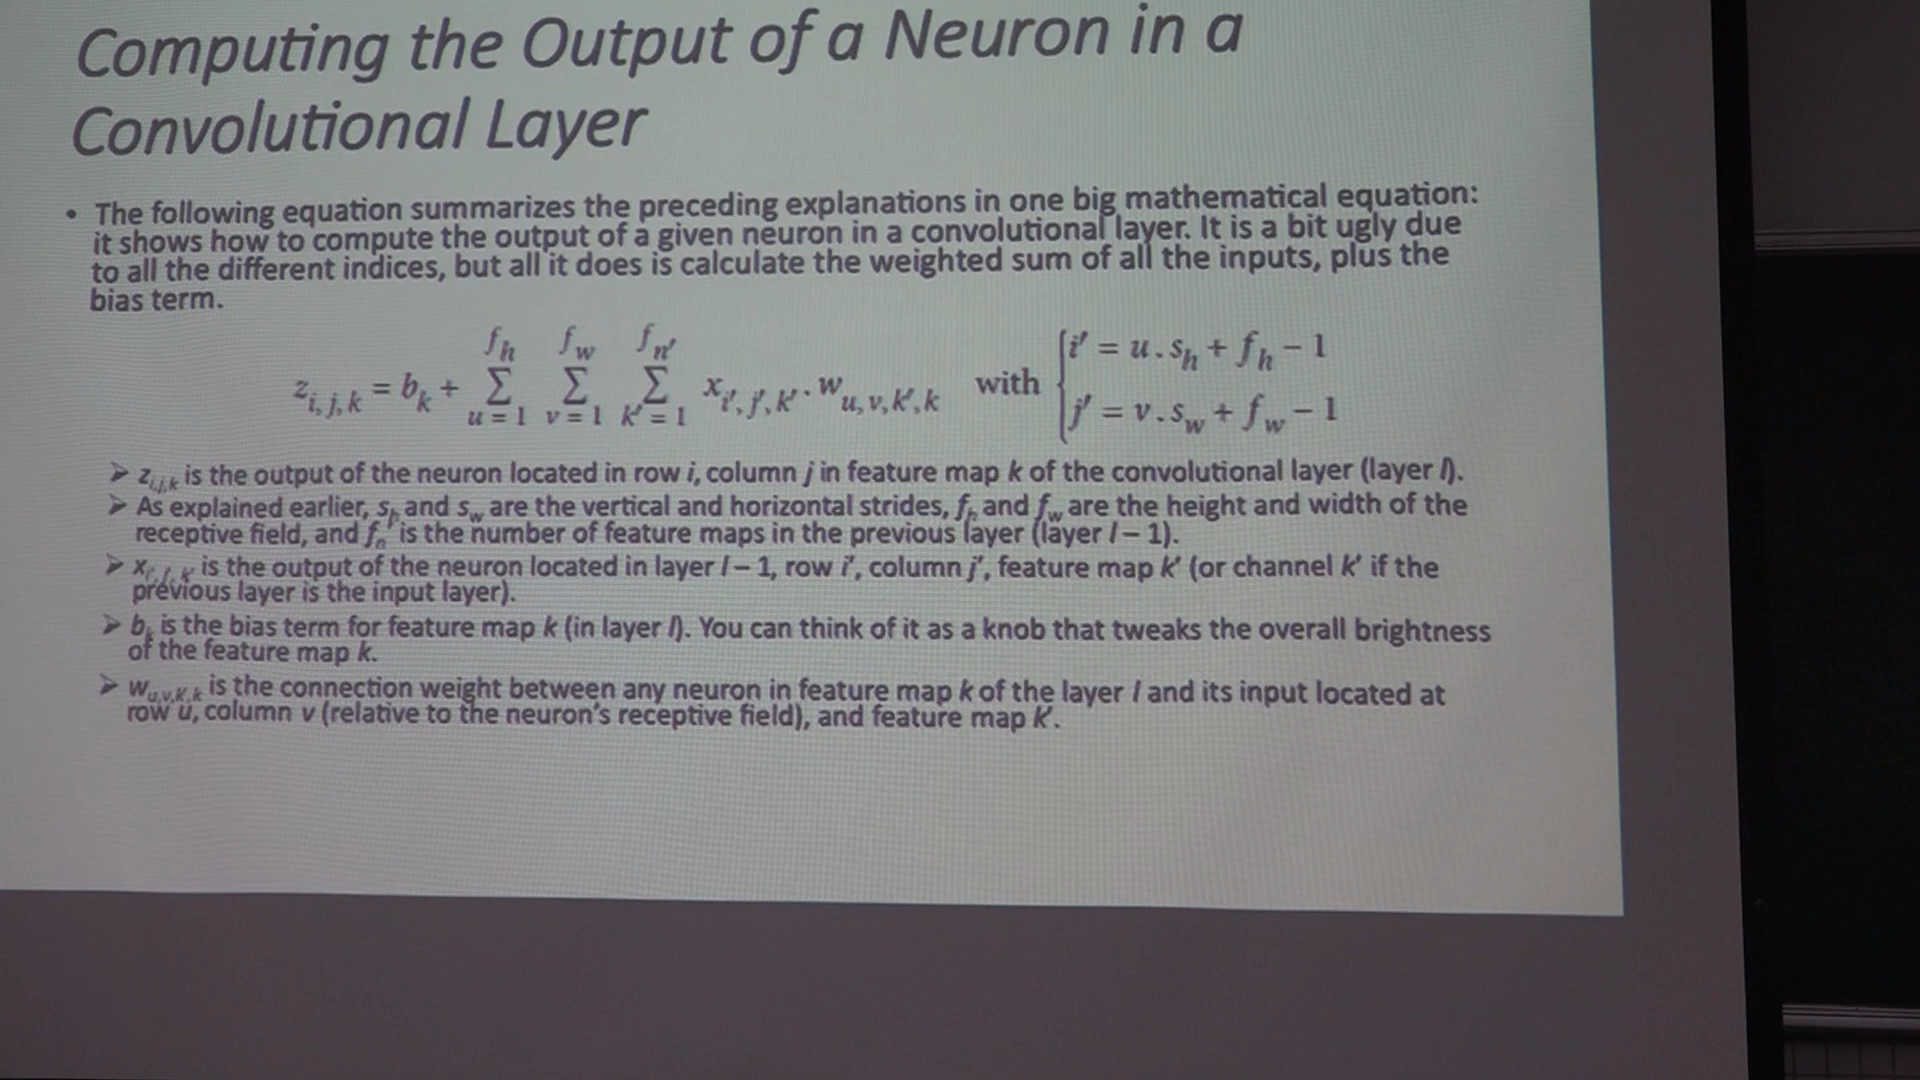 Computing the Output of a Neuron in a
Convolutional Layer
• The following equation summarizes the preceding explanations in one big mathematical equation:
it shows how to compute the output of a given neuron in a convolutional layer. It is a bit ugly due
to all the different indices, but all it does is calculate the weighted sum of all the inputs, plus the
bias term.
z_{i, j, k} = b_k + \sum_{u = 1}^{f_h} \sum_{v = 1}^{f_w} \sum_{k' = 1}^{f_{n'}} x_{i', j', k'} . w_{u, v, k', k} with { i' = u . s_h + f_h − 1
j' = v . s_w + f_w − 1
➢ z_{i,j,k} is the output of the neuron located in row i, column j in feature map k of the convolutional layer (layer l).
➢ As explained earlier, s_h and s_w are the vertical and horizontal strides, f_h and f_w are the height and width of the
receptive field, and f_n' is the number of feature maps in the previous layer (layer l – 1).
➢ x_{i',j',k'} is the output of the neuron located in layer l – 1, row i', column j', feature map k' (or channel k' if the
previous layer is the input layer).
➢ b_k is the bias term for feature map k (in layer l). You can think of it as a knob that tweaks the overall brightness
of the feature map k.
➢ w_{u,v,k',k} is the connection weight between any neuron in feature map k of the layer l and its input located at
row u, column v (relative to the neuron's receptive field), and feature map k'.